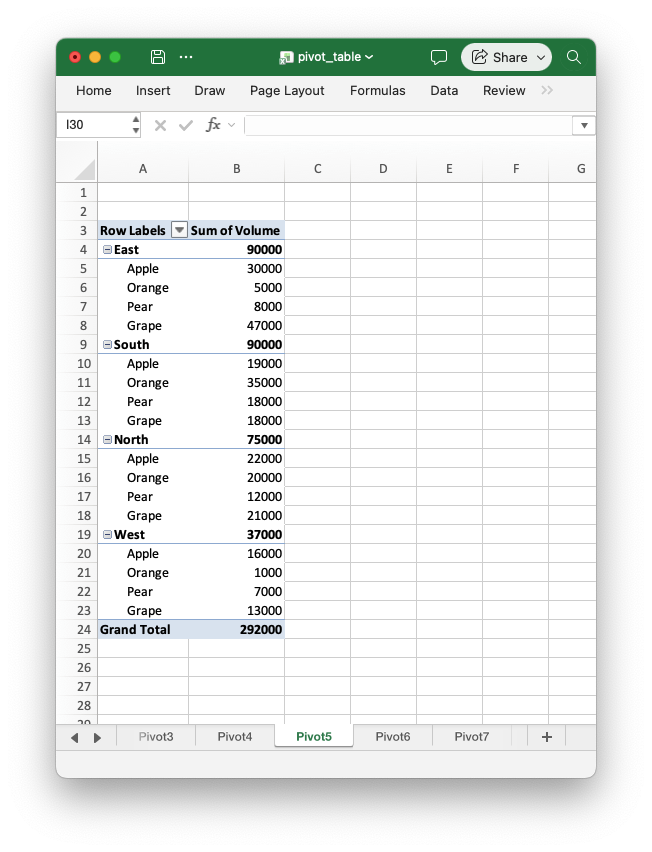 pivot_table
Share
Home Insert Draw Page Layout Formulas Data Review
I30 fx
A B C D E F G
1
2
3 Row Labels Sum of Volume
4 East 90000
5 Apple 30000
6 Orange 5000
7 Pear 8000
8 Grape 47000
9 South 90000
10 Apple 19000
11 Orange 35000
12 Pear 18000
13 Grape 18000
14 North 75000
15 Apple 22000
16 Orange 20000
17 Pear 12000
18 Grape 21000
19 West 37000
20 Apple 16000
21 Orange 1000
22 Pear 7000
23 Grape 13000
24 Grand Total 292000
25
26
27
28
29
Pivot3 Pivot4 Pivot5 Pivot6 Pivot7 +